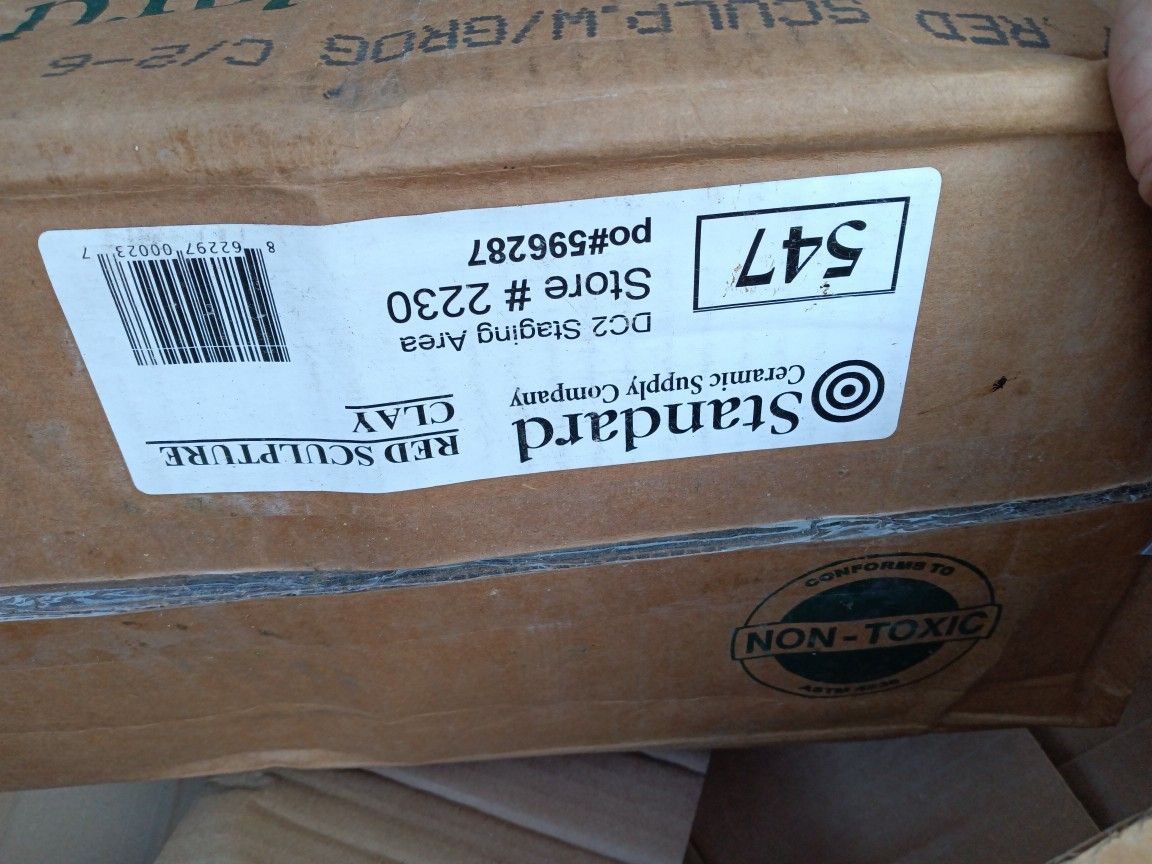 RED SCULP.W/GROG C/2-6
547
po#596287
Store # 2230
DC2 Staging Area
Standard
Ceramic Supply Company
RED SCULPTURE
CLAY
8 62297 00023 7
CONFORMS TO
NON-TOXIC